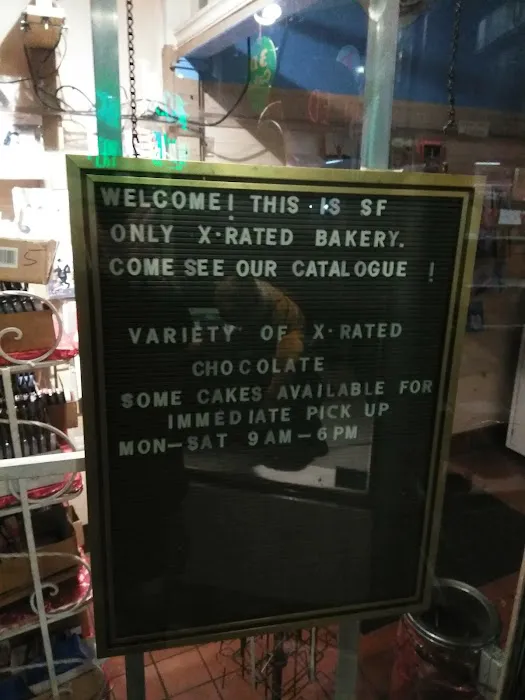 WELCOME! THIS IS SF
ONLY X-RATED BAKERY.
COME SEE OUR CATALOGUE !
VARIETY OF X-RATED
CHOCOLATE
SOME CAKES AVAILABLE FOR
IMMEDIATE PICK UP
MON-SAT 9AM-6PM